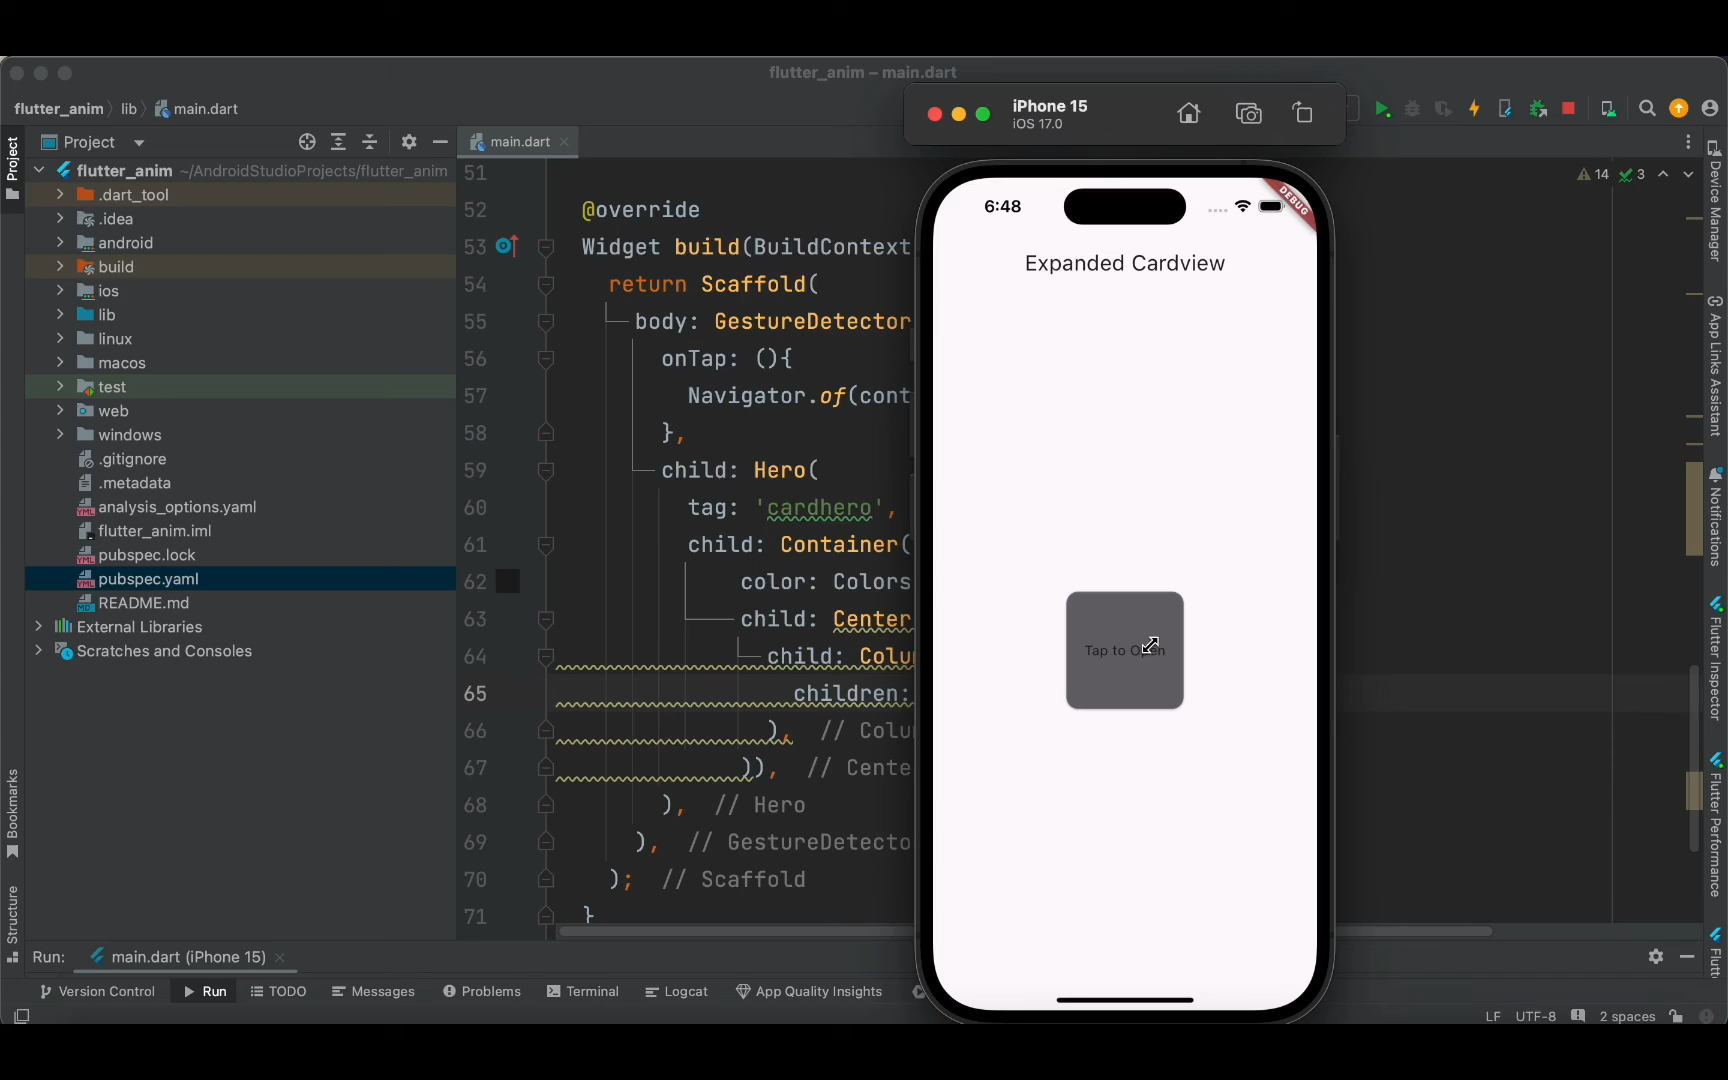 flutter_anim – main.dart
flutter_anim lib main.dart
iPhone 15
iOS 17.0
Project
main.dart
Project
flutter_anim ~/AndroidStudioProjects/flutter_anim
.dart_tool
.idea
android
build
ios
lib
linux
macos
test
web
windows
.gitignore
.metadata
analysis_options.yaml
flutter_anim.iml
pubspec.lock
pubspec.yaml
README.md
External Libraries
Scratches and Consoles
Bookmarks
Structure
51
52 @override
53 Widget build(BuildContext
54 return Scaffold(
55 body: GestureDetector
56 onTap: (){
57 Navigator.of(cont
58 },
59 child: Hero(
60 tag: 'cardhero',
61 child: Container(
62 color: Colors
63 child: Center
64 child: Colu
65 children:
66 ), // Colu
67 )), // Cente
68 ), // Hero
69 ), // GestureDetecto
70 ); // Scaffold
71 }
6:48
DEBUG
Expanded Cardview
Tap to Open
14 3
Device Manager
App Links Assistant
Notifications
Flutter Inspector
Flutter Performance
Flutt
Run: main.dart (iPhone 15)
Version Control Run TODO Messages Problems Terminal Logcat App Quality Insights
LF UTF-8 2 spaces